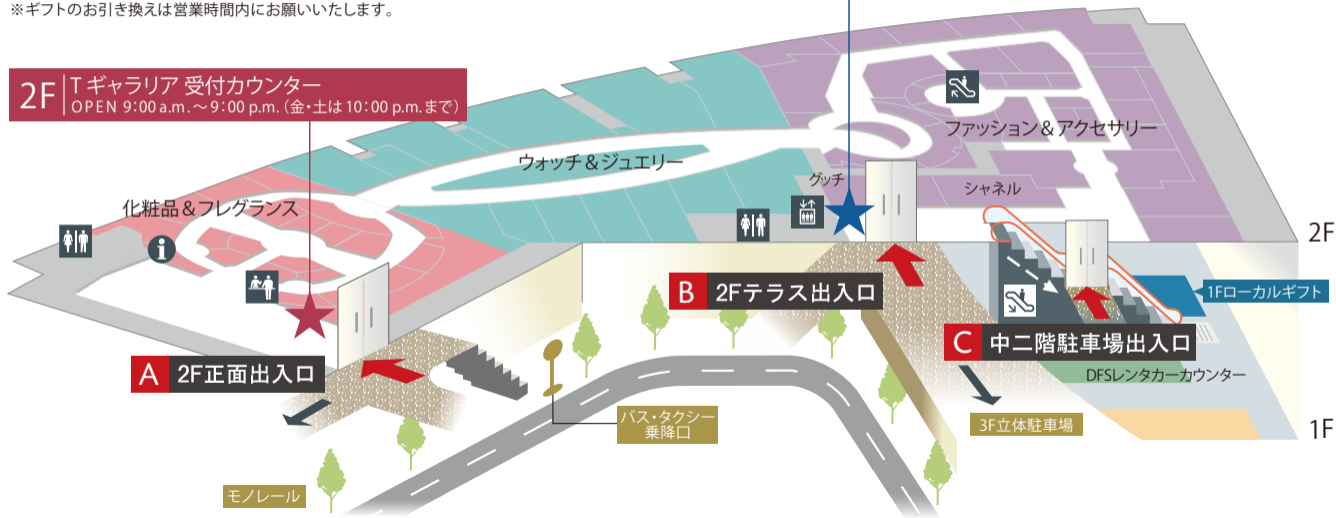 ※ギフトのお引き換えは営業時間内にお願いいたします。
2F
T ギャラリア 受付カウンター
OPEN 9:00 a.m.～9:00 p.m. (金・土は 10:00 p.m. まで)
ファッション＆アクセサリー
ウォッチ＆ジュエリー
グッチ
シャネル
化粧品＆フレグランス
2F
B 2Fテラス出入口
1Fローカルギフト
C 中二階駐車場出入口
A 2F正面出入口
DFSレンタカーカウンター
バス・タクシー
乗降口
3F立体駐車場
1F
モノレール